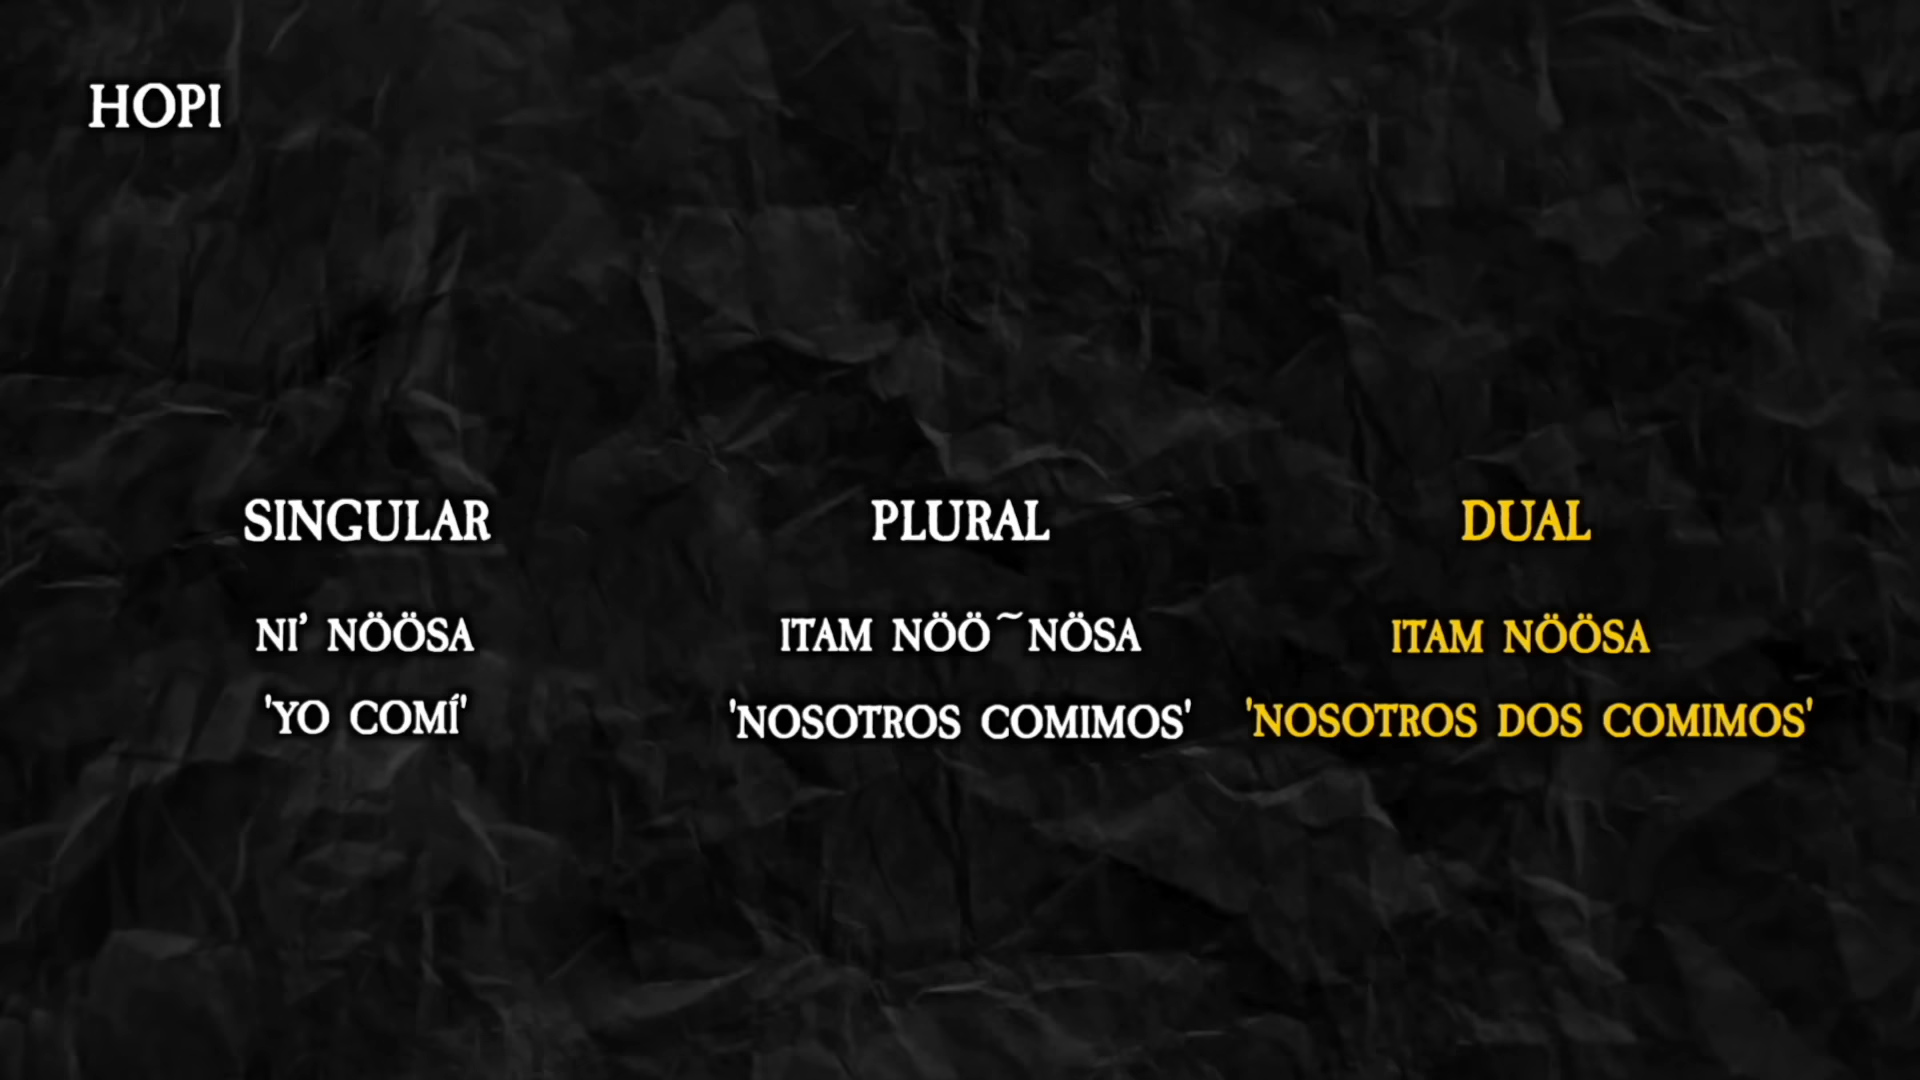 HOPI
SINGULAR
NI’ NÖÖSA
'YO COMÍ'
PLURAL
ITAM NÖÖ~NÖSA
'NOSOTROS COMIMOS'
DUAL
ITAM NÖÖSA
'NOSOTROS DOS COMIMOS'